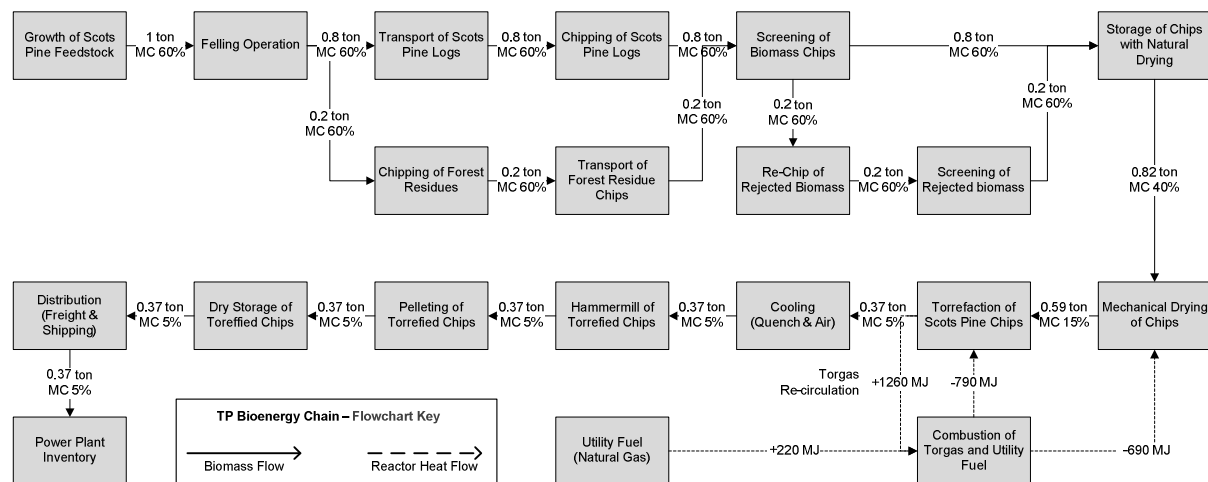 Growth of Scots
Pine Feedstock
1 ton
MC 60%
Felling Operation
0.8 ton
MC 60%
Transport of Scots
Pine Logs
0.8 ton
MC 60%
Chipping of Scots
Pine Logs
0.8 ton
MC 60%
Screening of
Biomass Chips
0.8 ton
MC 60%
Storage of Chips
with Natural
Drying
0.2 ton
MC 60%
0.2 ton
MC 60%
0.2 ton
MC 60%
0.2 ton
MC 60%
Chipping of Forest
Residues
0.2 ton
MC 60%
Transport of
Forest Residue
Chips
Re-Chip of
Rejected Biomass
0.2 ton
MC 60%
Screening of
Rejected biomass
0.82 ton
MC 40%
Distribution
(Freight &
Shipping)
0.37 ton
MC 5%
Dry Storage of
Toreffied Chips
0.37 ton
MC 5%
Pelleting of
Torrefied Chips
0.37 ton
MC 5%
Hammermill of
Torrefied Chips
0.37 ton
MC 5%
Cooling
(Quench & Air)
0.37 ton
MC 5%
Torrefaction of
Scots Pine Chips
0.59 ton
MC 15%
Mechanical Drying
of Chips
0.37 ton
MC 5%
Torgas
Re-circulation
+1260 MJ
-790 MJ
Power Plant
Inventory
TP Bioenergy Chain – Flowchart Key
Biomass Flow
Reactor Heat Flow
Utility Fuel
(Natural Gas)
+220 MJ
Combustion of
Torgas and Utility
Fuel
-690 MJ